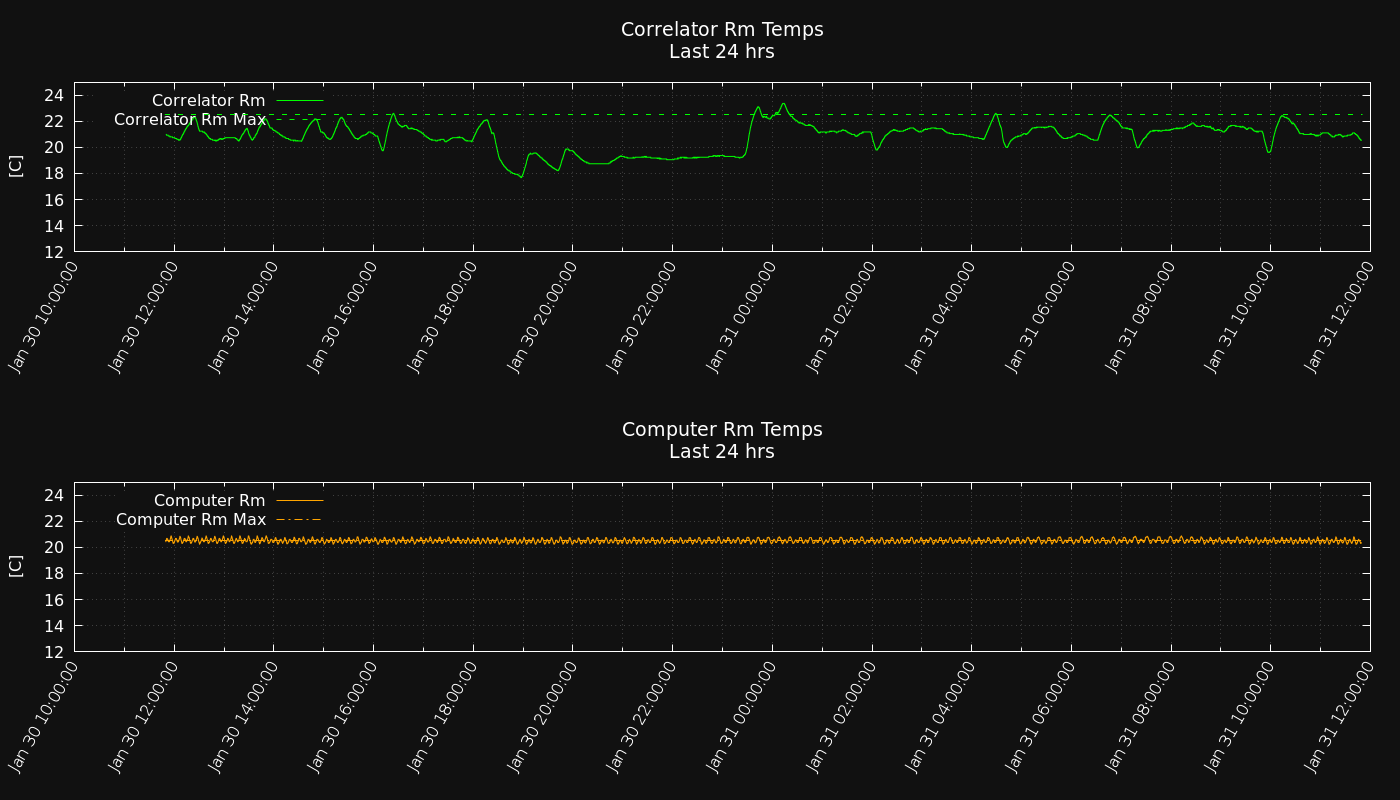 Correlator Rm Temps
Last 24 hrs
Correlator Rm
Correlator Rm Max
[C]
24
22
20
18
16
14
12
Jan 30 10:00:00
Jan 30 12:00:00
Jan 30 14:00:00
Jan 30 16:00:00
Jan 30 18:00:00
Jan 30 20:00:00
Jan 30 22:00:00
Jan 31 00:00:00
Jan 31 02:00:00
Jan 31 04:00:00
Jan 31 06:00:00
Jan 31 08:00:00
Jan 31 10:00:00
Jan 31 12:00:00
Computer Rm Temps
Last 24 hrs
Computer Rm
Computer Rm Max
[C]
24
22
20
18
16
14
12
Jan 30 10:00:00
Jan 30 12:00:00
Jan 30 14:00:00
Jan 30 16:00:00
Jan 30 18:00:00
Jan 30 20:00:00
Jan 30 22:00:00
Jan 31 00:00:00
Jan 31 02:00:00
Jan 31 04:00:00
Jan 31 06:00:00
Jan 31 08:00:00
Jan 31 10:00:00
Jan 31 12:00:00